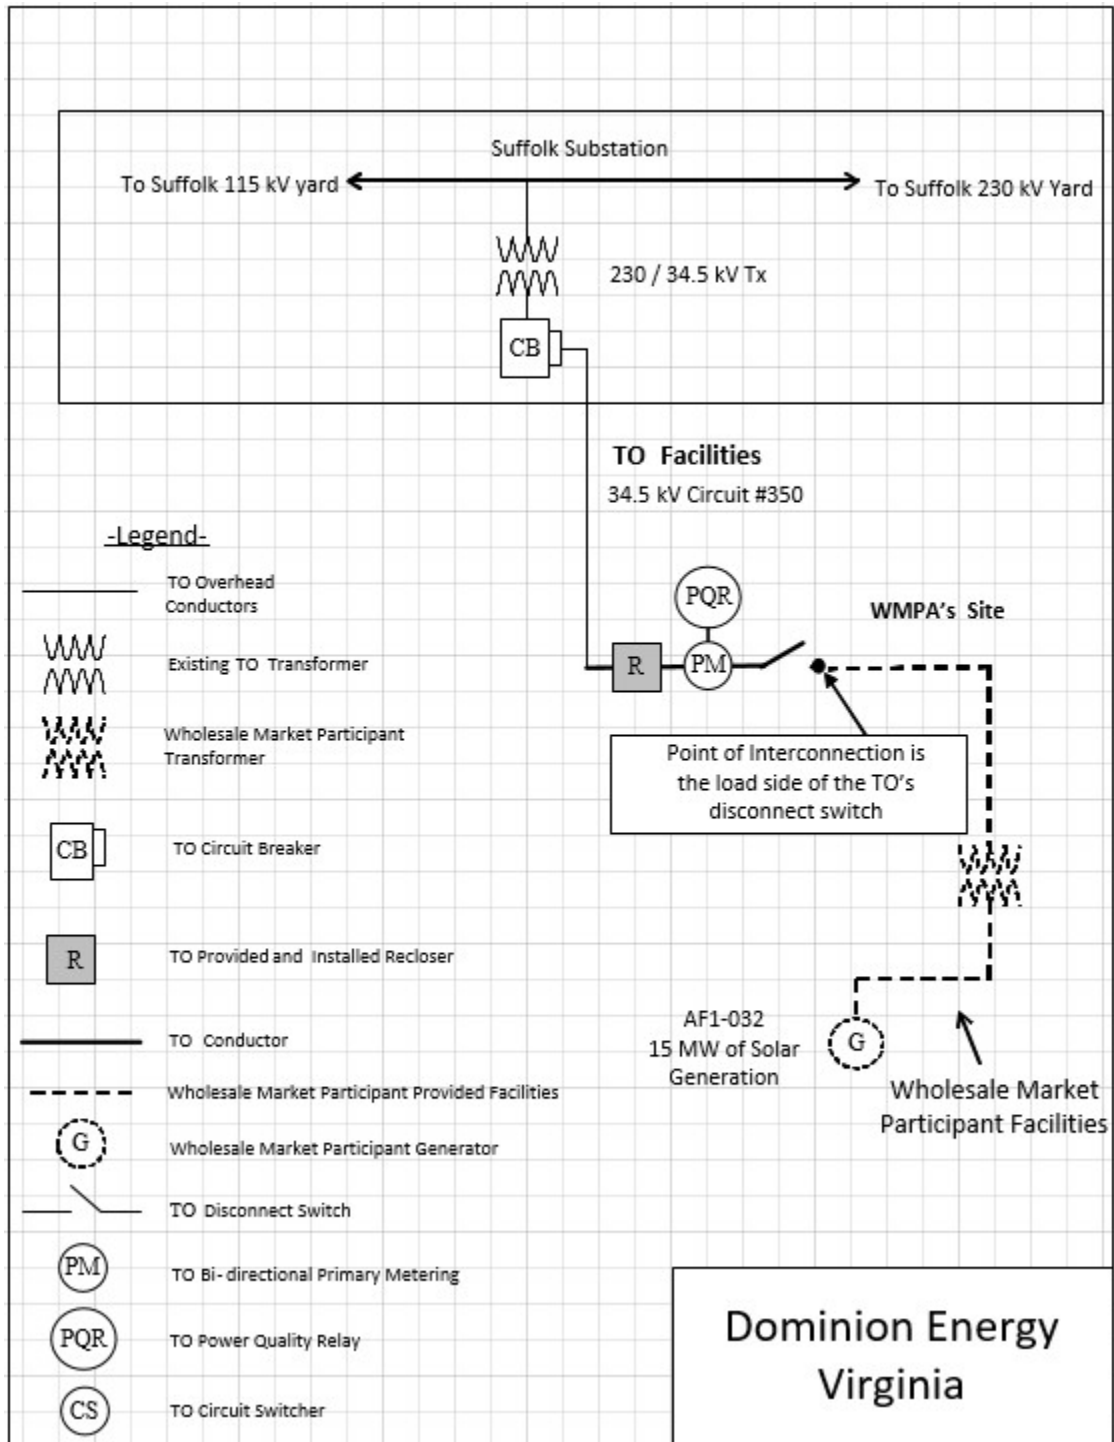 Suffolk Substation
To Suffolk 115 kV yard
To Suffolk 230 kV Yard
230 / 34.5 kV Tx
CB
TO Facilities
34.5 kV Circuit #350
-Legend-
TO Overhead
Conductors
Existing TO Transformer
Wholesale Market Participant
Transformer
CB
TO Circuit Breaker
R
TO Provided and Installed Recloser
TO Conductor
Wholesale Market Participant Provided Facilities
G
Wholesale Market Participant Generator
TO Disconnect Switch
PM
TO Bi-directional Primary Metering
PQR
TO Power Quality Relay
CS
TO Circuit Switcher
PQR
WMPA's Site
R
PM
Point of Interconnection is
the load side of the TO's
disconnect switch
AF1-032
15 MW of Solar
Generation
G
Wholesale Market
Participant Facilities
Dominion Energy
Virginia